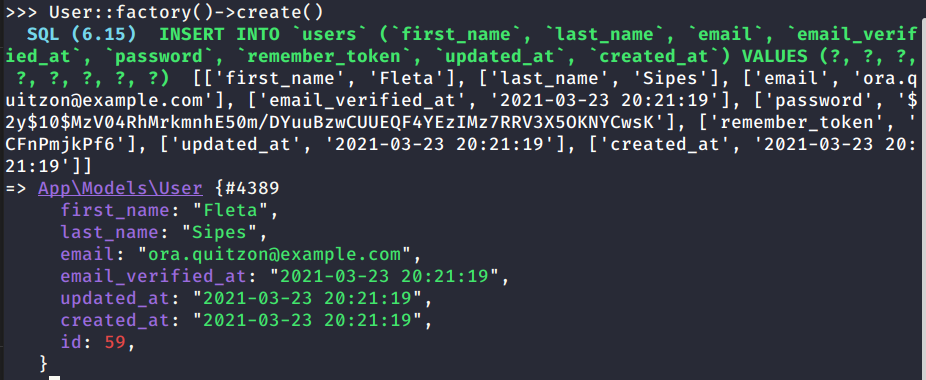 >>> User::factory()->create()
  SQL (6.15)  INSERT INTO `users` (`first_name`, `last_name`, `email`, `email_verif
ied_at`, `password`, `remember_token`, `updated_at`, `created_at`) VALUES (?, ?, ?,
 ?, ?, ?, ?, ?)  [['first_name', 'Fleta'], ['last_name', 'Sipes'], ['email', 'ora.q
uitzon@example.com'], ['email_verified_at', '2021-03-23 20:21:19'], ['password', '$
2y$10$MzV04RhMrkmnhE50m/DYuuBzwCUUEQF4YEzIMz7RRV3X5OKNYCwsK'], ['remember_token', '
CFnPmjkPf6'], ['updated_at', '2021-03-23 20:21:19'], ['created_at', '2021-03-23 20:
21:19']]
=> App\Models\User {#4389
     first_name: "Fleta",
     last_name: "Sipes",
     email: "ora.quitzon@example.com",
     email_verified_at: "2021-03-23 20:21:19",
     updated_at: "2021-03-23 20:21:19",
     created_at: "2021-03-23 20:21:19",
     id: 59,
   }